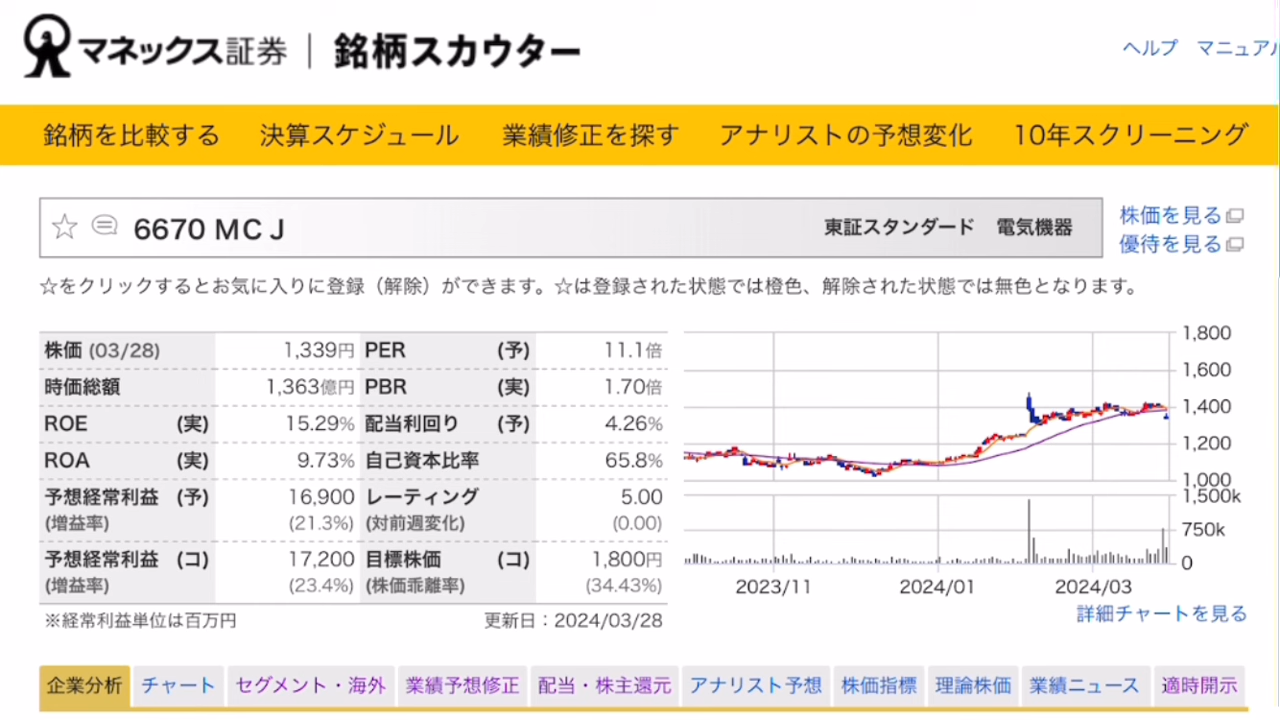 マネックス証券 | 銘柄スカウター
ヘルプ マニュアル
銘柄を比較する 決算スケジュール 業績修正を探す アナリストの予想変化 10年スクリーニング
☆ 6670 MCJ 東証スタンダード 電気機器
株価を見る
優待を見る
☆をクリックするとお気に入りに登録（解除）ができます。☆は登録された状態では橙色、解除された状態では無色となります。
株価 (03/28) 1,339円 PER (予) 11.1倍
時価総額 1,363億円 PBR (実) 1.70倍
ROE (実) 15.29% 配当利回り (予) 4.26%
ROA (実) 9.73% 自己資本比率 65.8%
予想経常利益 (予) 16,900 レーティング 5.00
(増益率) (21.3%) (対前週変化) (0.00)
予想経常利益 (コ) 17,200 目標株価 (コ) 1,800円
(増益率) (23.4%) (株価乖離率) (34.43%)
※経常利益単位は百万円 更新日：2024/03/28
1,800
1,600
1,400
1,200
1,000
1,500k
750k
0
2023/11 2024/01 2024/03
詳細チャートを見る
企業分析 チャート セグメント・海外 業績予想修正 配当・株主還元 アナリスト予想 株価指標 理論株価 業績ニュース 適時開示